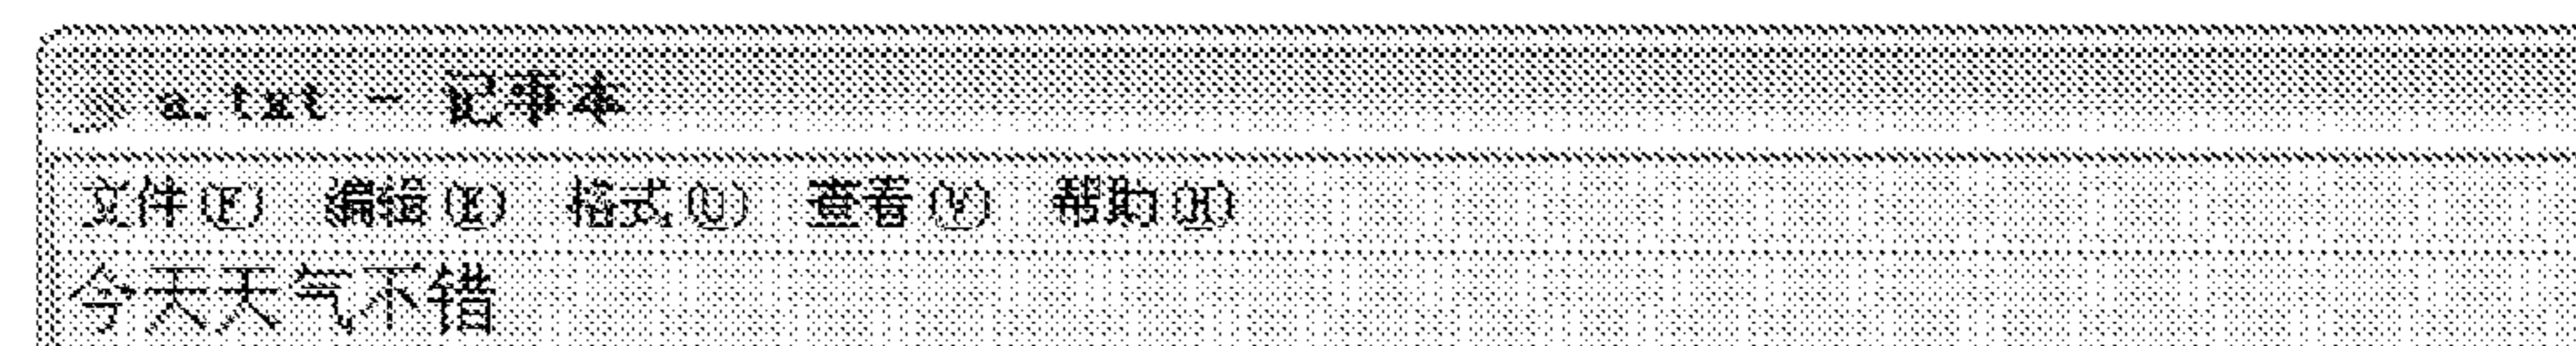 a.txt - 记事本
文件(F) 编辑(E) 格式(O) 查看(V) 帮助(H)
今天天气不错